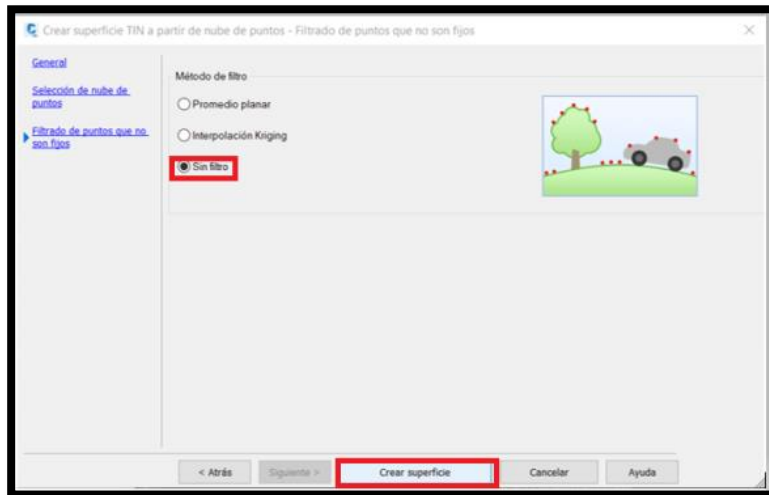 Crear superficie TIN a partir de nube de puntos - Filtrado de puntos que no son fijos
General
Selección de nube de
puntos
Filtrado de puntos que no
son fijos
Método de filtro
Promedio planar
Interpolación Kriging
Sin filtro
< Atrás
Siguiente >
Crear superficie
Cancelar
Ayuda